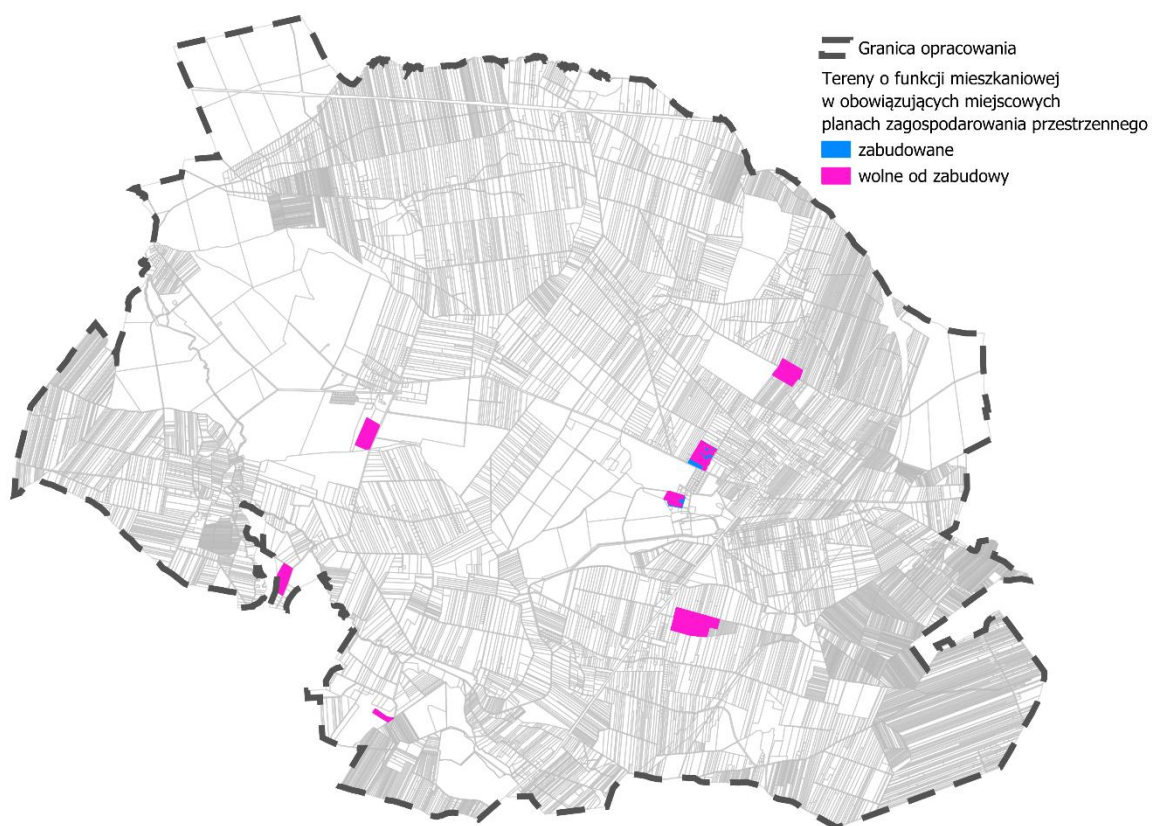 Granica opracowania
Tereny o funkcji mieszkaniowej
w obowiązujących miejscowych
planach zagospodarowania przestrzennego
zabudowane
wolne od zabudowy